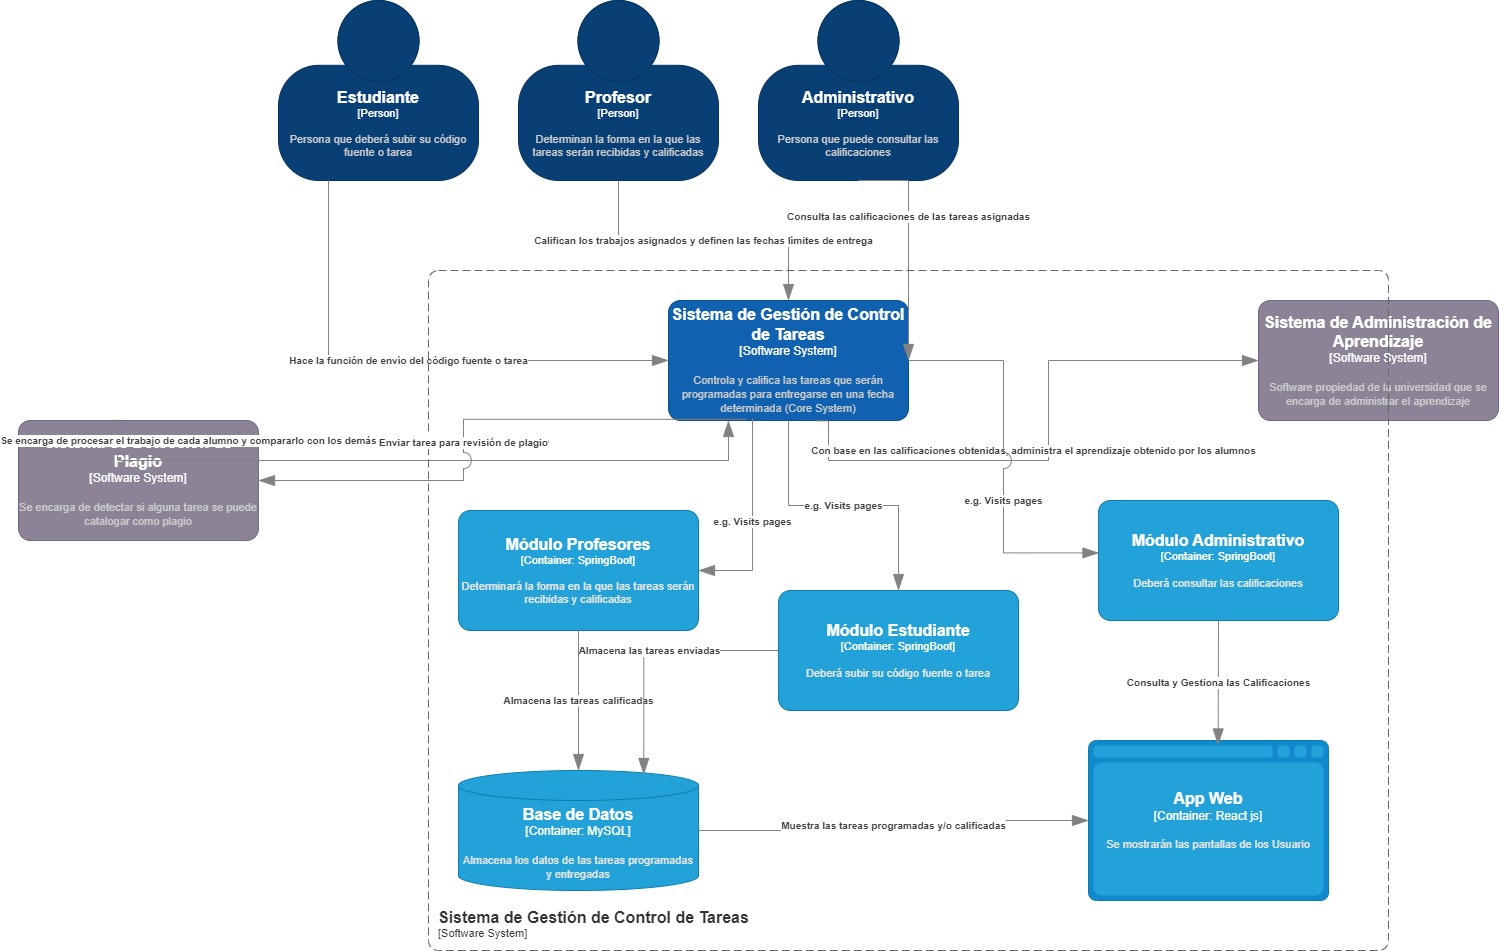 Estudiante
[Person]
Persona que deberá subir su código
fuente o tarea
Profesor
[Person]
Determinan la forma en la que las
tareas serán recibidas y calificadas
Administrativo
[Person]
Persona que puede consultar las
calificaciones
Consulta las calificaciones de las tareas asignadas
Califican los trabajos asignados y definen las fechas límites de entrega
Sistema de Gestión de Control
de Tareas
[Software System]
Controla y califica las tareas que serán
programadas para entregarse en una fecha
determinada (Core System)
Sistema de Administración de
Aprendizaje
[Software System]
Software propiedad de la universidad que se
encarga de administrar el aprendizaje
Hace la función de envío del código fuente o tarea
Se encarga de procesar el trabajo de cada alumno y compararlo con los demás
Enviar tarea para revisión de plagio
Plagio
[Software System]
Se encarga de detectar si alguna tarea se puede
catalogar como plagio
Con base en las calificaciones obtenidas, administra el aprendizaje obtenido por los alumnos
e.g. Visits pages
e.g. Visits pages
e.g. Visits pages
Módulo Profesores
[Container: SpringBoot]
Determinará la forma en la que las tareas serán
recibidas y calificadas
Módulo Administrativo
[Container: SpringBoot]
Deberá consultar las calificaciones
Módulo Estudiante
[Container: SpringBoot]
Deberá subir su código fuente o tarea
Almacena las tareas enviadas
Almacena las tareas calificadas
Consulta y Gestiona las Calificaciones
Base de Datos
[Container: MySQL]
Almacena los datos de las tareas programadas
y entregadas
Muestra las tareas programadas y/o calificadas
App Web
[Container: React js]
Se mostrarán las pantallas de los Usuario
Sistema de Gestión de Control de Tareas
[Software System]